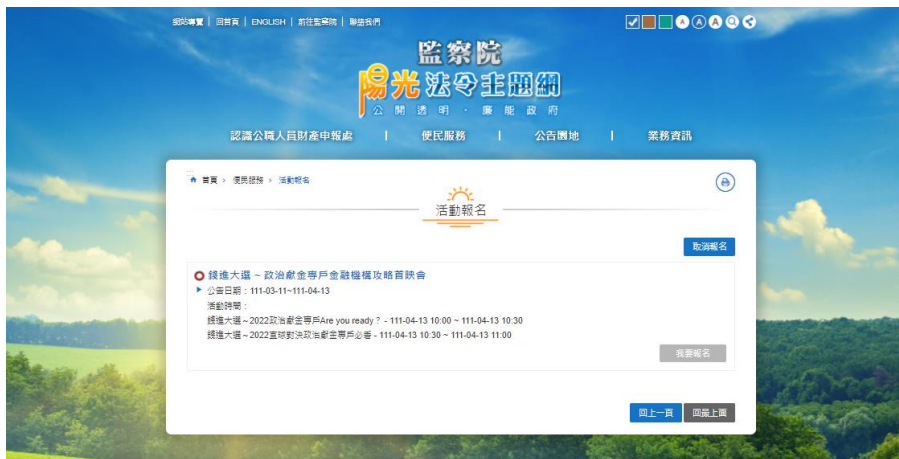 網站導覽 | 回首頁 | ENGLISH | 前往監察院 | 聯絡我們
A A A
監察院
陽光法令主題網
公開透明·廉能政府
認識公職人員財產申報處 | 便民服務 | 公告園地 | 業務資訊
首頁 › 便民服務 › 活動報名
活動報名
取消報名
錢進大選～政治獻金專戶金融機構攻略首映會
公告日期：111-03-11~111-04-13
活動時間：
錢進大選～2022政治獻金專戶Are you ready？- 111-04-13 10:00 ~ 111-04-13 10:30
錢進大選～2022直球對決政治獻金專戶必看 - 111-04-13 10:30 ~ 111-04-13 11:00
我要報名
回上一頁 回最上面